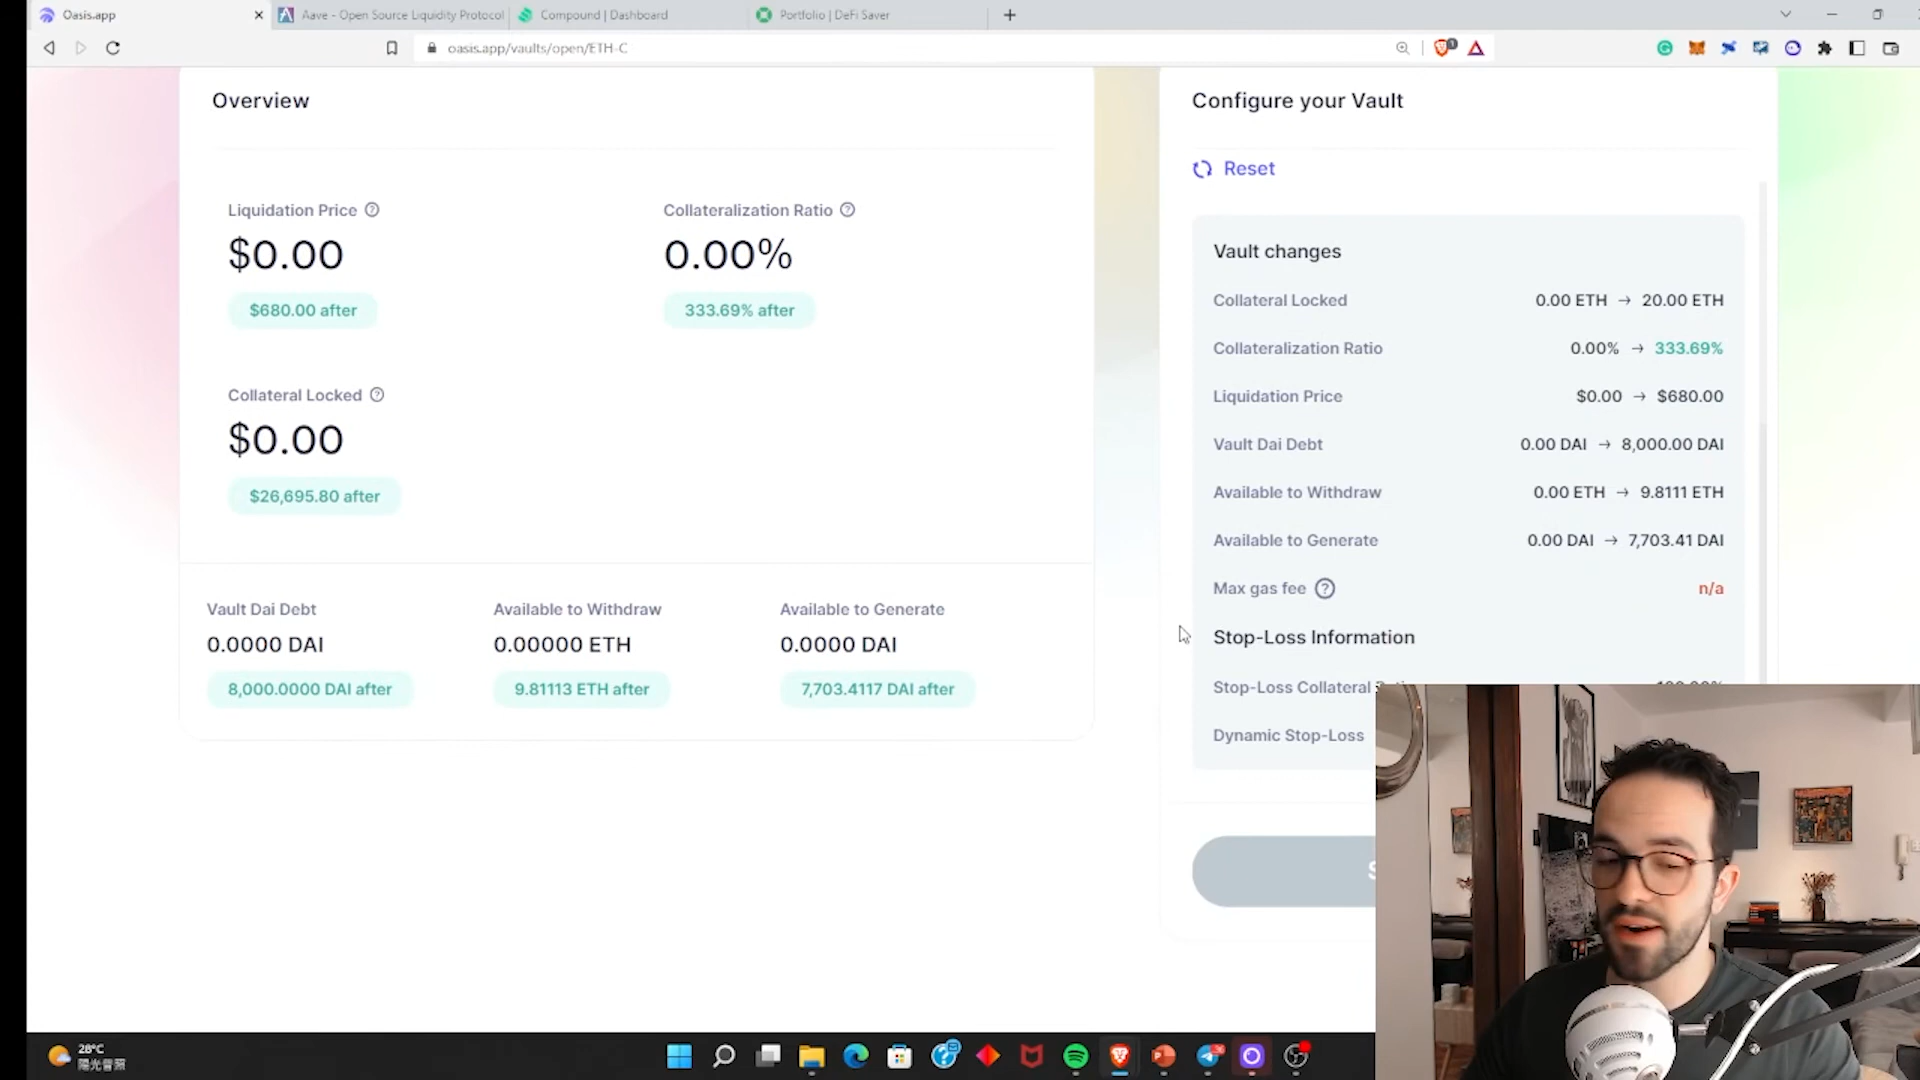 Oasis.app
Aave - Open Source Liquidity Protocol
Compound | Dashboard
Portfolio | DeFi Saver
oasis.app/vaults/open/ETH-C
Overview
Liquidation Price
$0.00
$680.00 after
Collateralization Ratio
0.00%
333.69% after
Collateral Locked
$0.00
$26,695.80 after
Vault Dai Debt
0.0000 DAI
8,000.0000 DAI after
Available to Withdraw
0.00000 ETH
9.81113 ETH after
Available to Generate
0.0000 DAI
7,703.4117 DAI after
Configure your Vault
Reset
Vault changes
Collateral Locked 0.00 ETH → 20.00 ETH
Collateralization Ratio 0.00% → 333.69%
Liquidation Price $0.00 → $680.00
Vault Dai Debt 0.00 DAI → 8,000.00 DAI
Available to Withdraw 0.00 ETH → 9.8111 ETH
Available to Generate 0.00 DAI → 7,703.41 DAI
Max gas fee n/a
Stop-Loss Information
Stop-Loss Collateral
Dynamic Stop-Loss
28°C